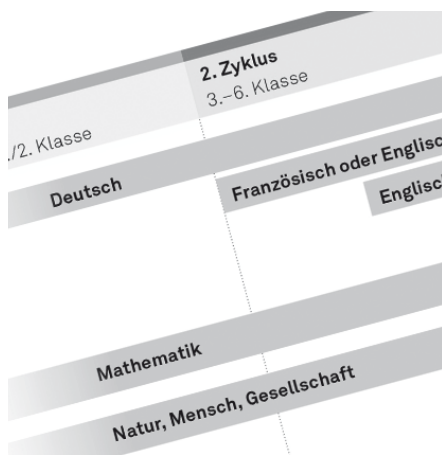 2. Zyklus
3.–6. Klasse
./2. Klasse
Deutsch
Französisch oder Englisc
Englisc
Mathematik
Natur, Mensch, Gesellschaft